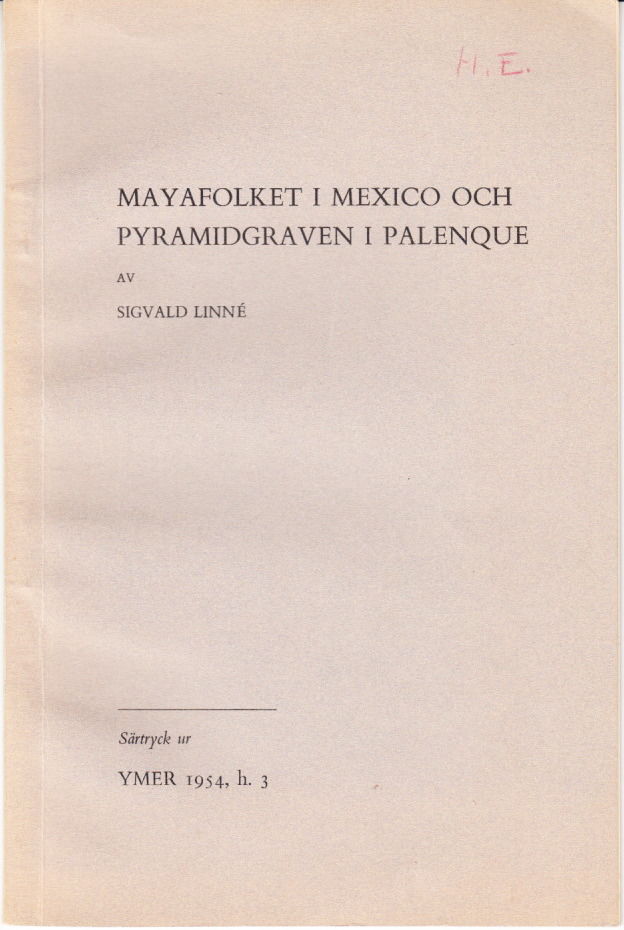 H. E.
MAYAFOLKET I MEXICO OCH
PYRAMIDGRAVEN I PALENQUE
AV
SIGVALD LINNÉ
Särtryck ur
YMER 1954, h. 3